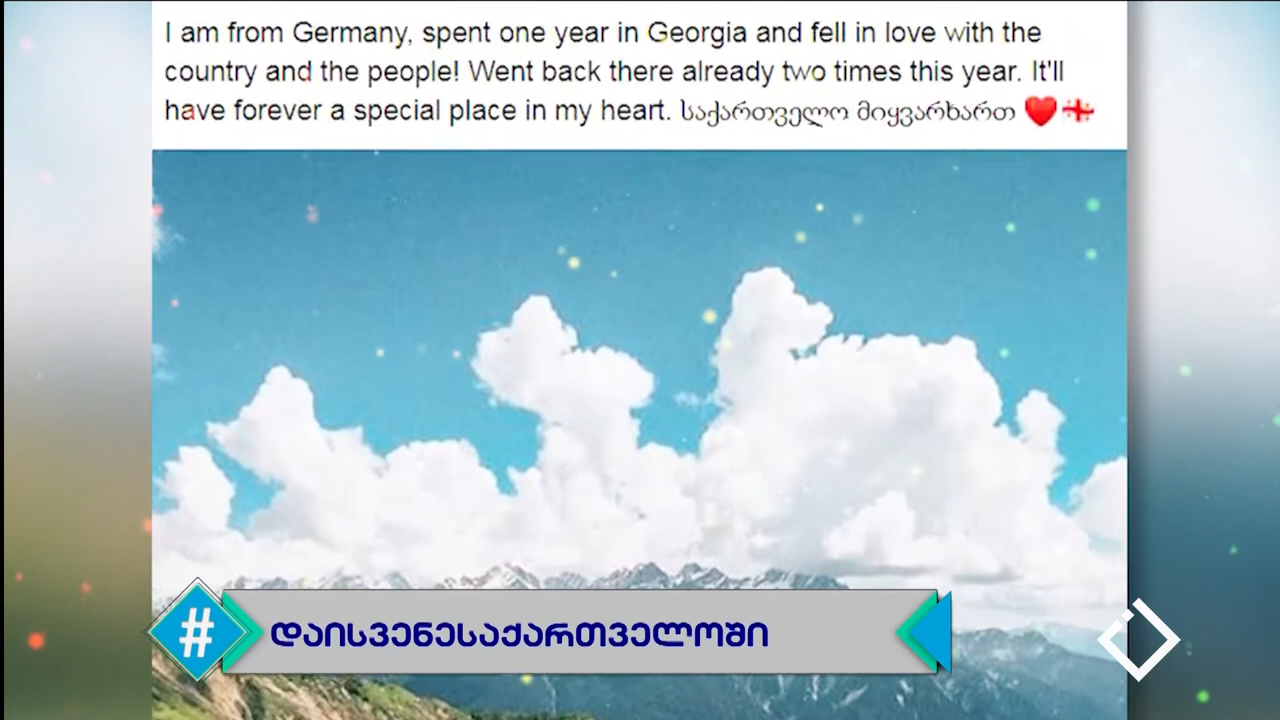 I am from Germany, spent one year in Georgia and fell in love with the
country and the people! Went back there already two times this year. It'll
have forever a special place in my heart. საქართველო მიყვარხართ ❤️🇬🇪
# დაისვენესაქართველოში